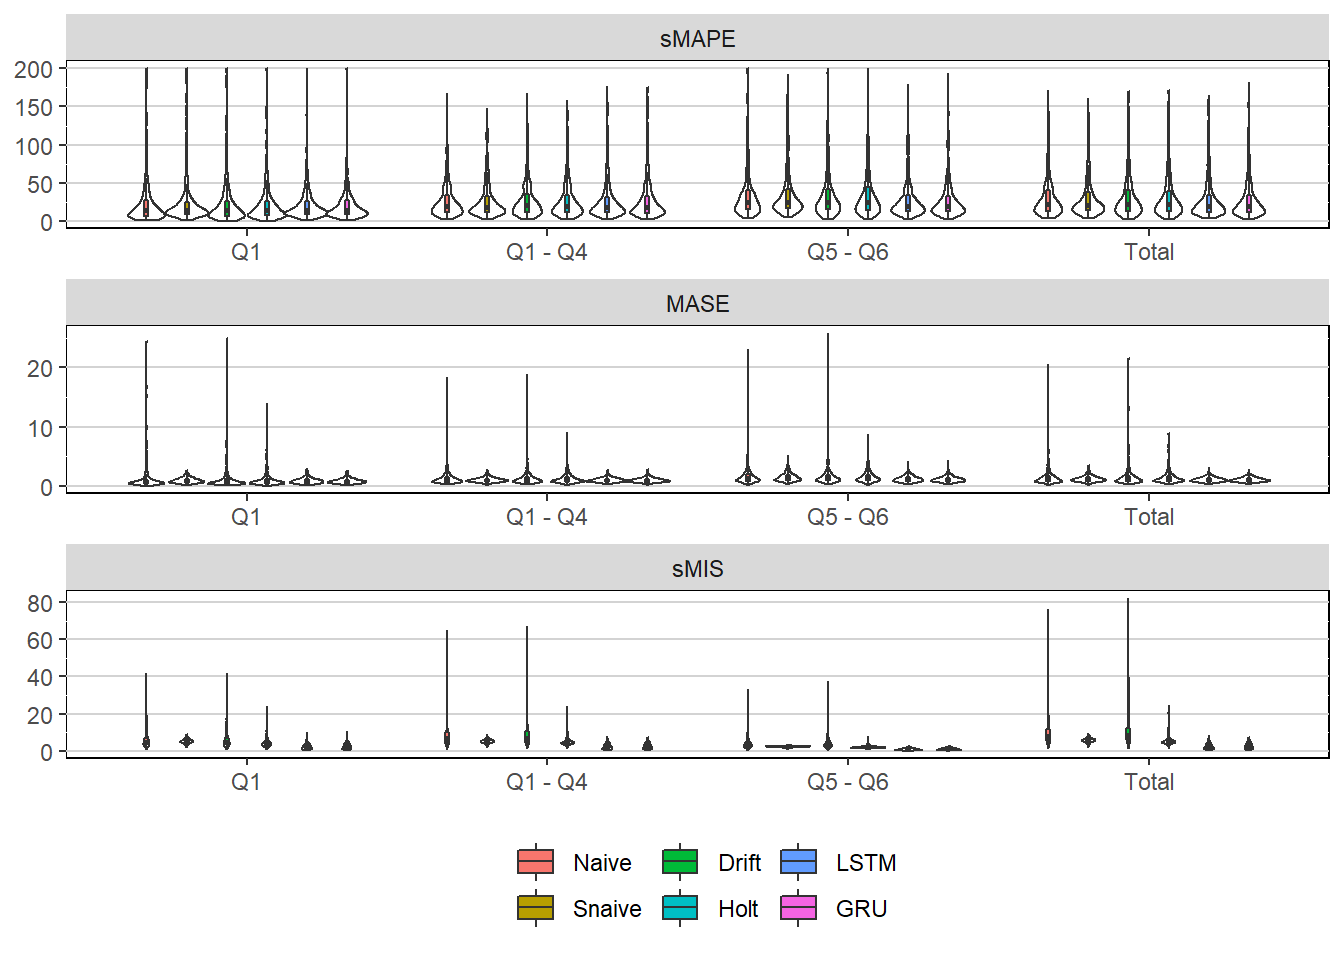 sMAPE
200
150
100
50
0
Q1 Q1 - Q4 Q5 - Q6 Total
MASE
20
10
0
Q1 Q1 - Q4 Q5 - Q6 Total
sMIS
80
60
40
20
0
Q1 Q1 - Q4 Q5 - Q6 Total
Naive Drift LSTM
Snaive Holt GRU